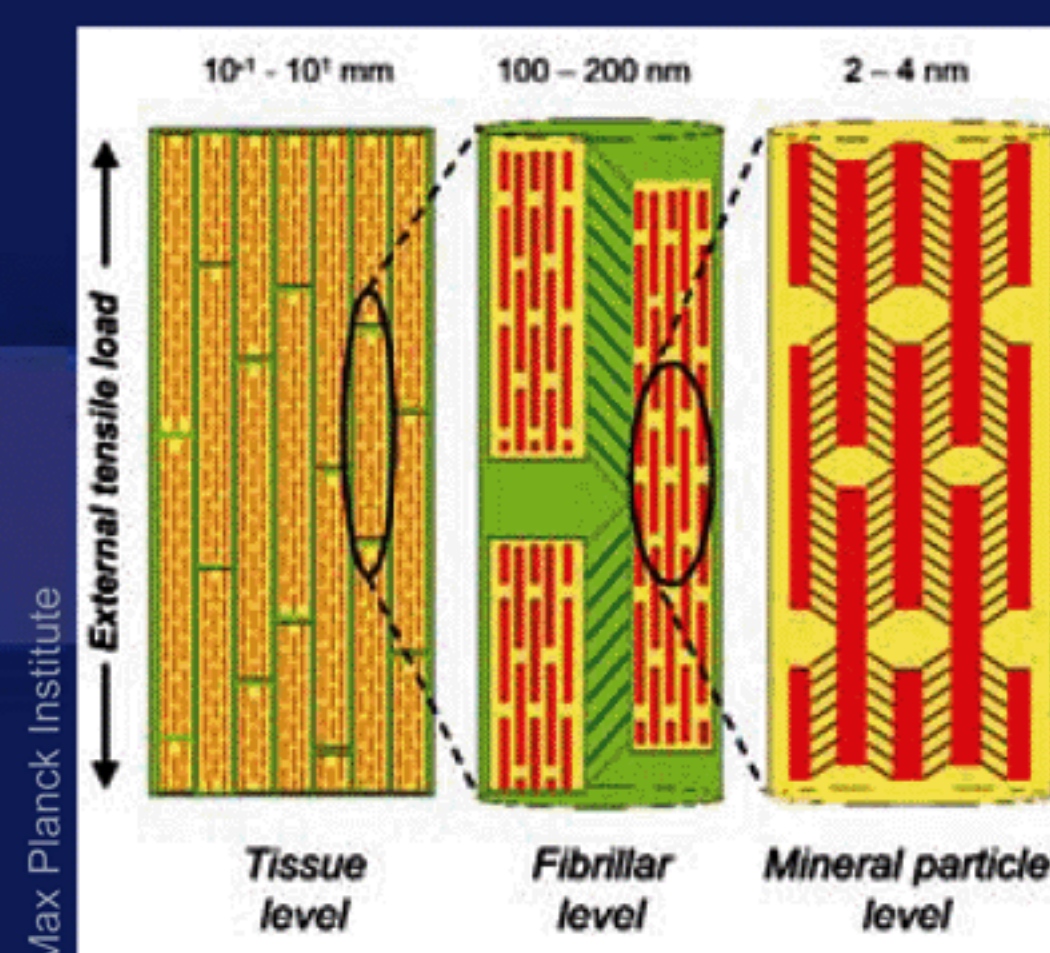 10⁻¹ - 10¹ mm
100 – 200 nm
2 – 4 nm
External tensile load
Max Planck Institute
Tissue
level
Fibrillar
level
Mineral particle
level